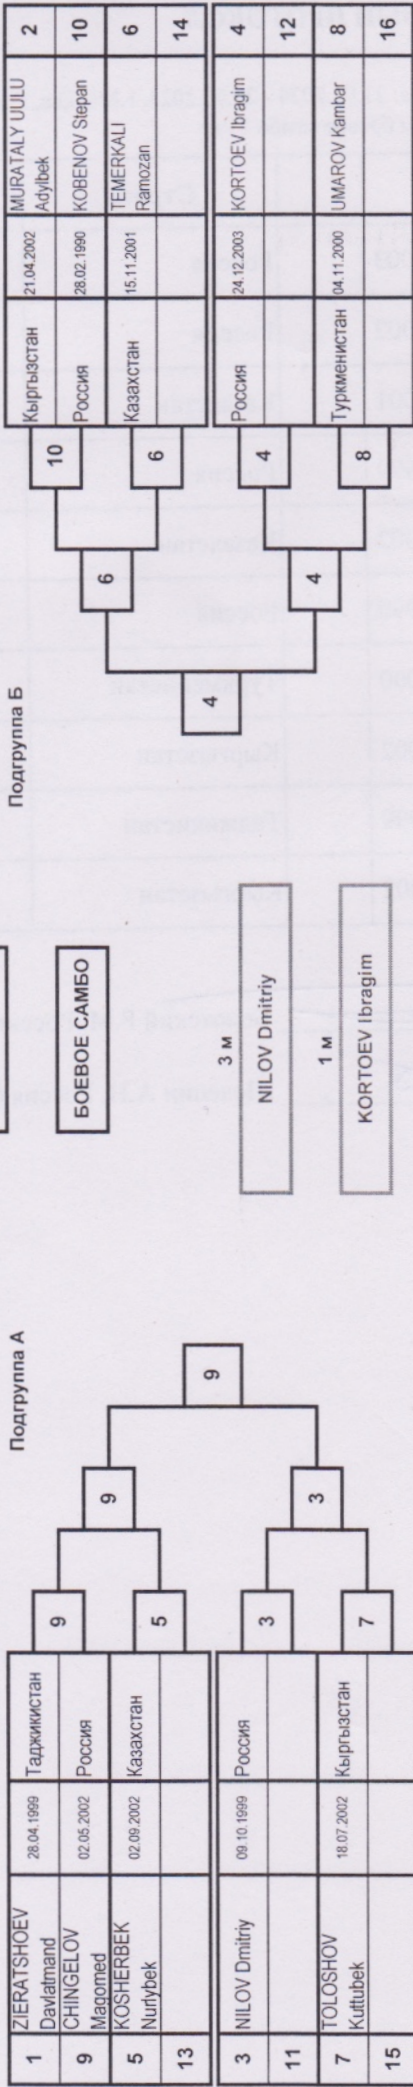 Подгруппа А
1 ZIERATSHOEV Davlatmand 28.04.1999 Таджикистан
9 CHINGELOV Magomed 02.05.2002 Россия
5 KOSHERBEK Nurlybek 02.09.2002 Казахстан
13
3 NILOV Dmitriy 09.10.1999 Россия
11
7 TOLOSHOV Kuttubek 18.07.2002 Кыргызстан
15
9
5
3
7
9
3
9
БОЕВОЕ САМБО
3 м
NILOV Dmitriy
1 м
KORTOEV Ibragim
Подгруппа Б
4
6
4
10
6
4
8
Кыргызстан 21.04.2002 MURATALY UULU Adylbek 2
Россия 28.02.1990 KOBENOV Stepan 10
Казахстан 15.11.2001 TEMERKALI Ramozan 6
14
Россия 24.12.2003 KORTOEV Ibragim 4
12
Туркменистан 04.11.2000 UMAROV Kambar 8
16